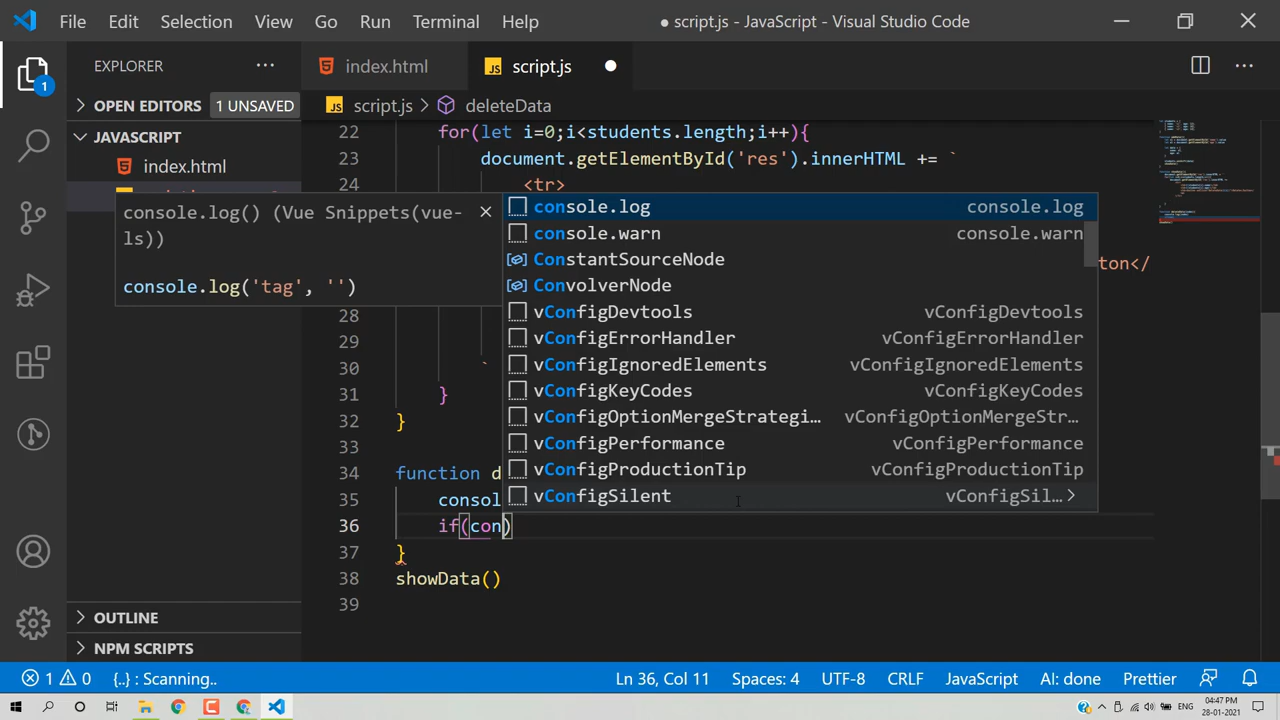 File Edit Selection View Go Run Terminal Help ● script.js - JavaScript - Visual Studio Code
EXPLORER ···
index.html
JS script.js
1
OPEN EDITORS 1 UNSAVED
JS script.js > deleteData
JAVASCRIPT
index.html
22 for(let i=0;i<students.length;i++){
23 document.getElementById('res').innerHTML += `
24 <tr>
console.log() (Vue Snippets(vue-
ls))
console.log('tag', '')
console.log console.log
console.warn console.warn
ConstantSourceNode
ton</
ConvolverNode
vConfigDevtools vConfigDevtools
vConfigErrorHandler vConfigErrorHandler
vConfigIgnoredElements vConfigIgnoredElements
vConfigKeyCodes vConfigKeyCodes
vConfigOptionMergeStrategi... vConfigOptionMergeStr...
vConfigPerformance vConfigPerformance
vConfigProductionTip vConfigProductionTip
vConfigSilent vConfigSil...
28
29
30 `
31 }
32 }
33
34 function d
35 consol
36 if(con)
37 }
38 showData()
39
OUTLINE
NPM SCRIPTS
1 0 {..} : Scanning.. Ln 36, Col 11 Spaces: 4 UTF-8 CRLF JavaScript AI: done Prettier
ENG 04:47 PM
28-01-2021